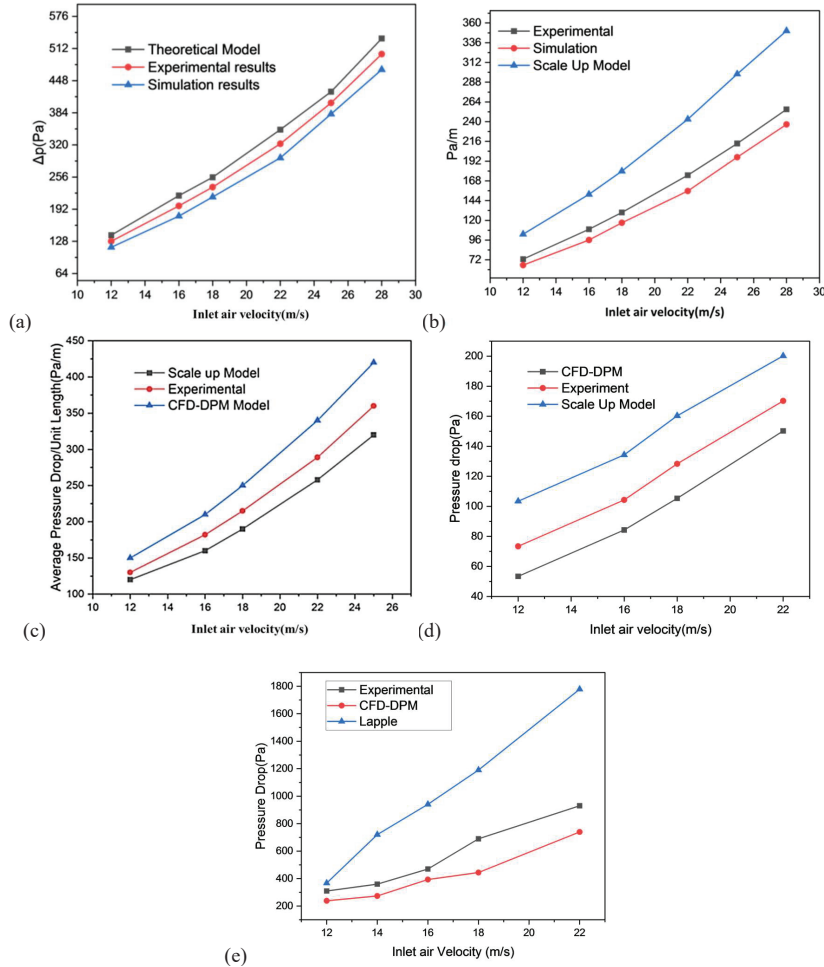 576
512
448
384
320
256
192
128
64
Δp(Pa)
Theoretical Model
Experimental results
Simulation results
10 12 14 16 18 20 22 24 26 28 30
Inlet air velocity(m/s)
(a)
360
336
312
288
264
240
216
192
168
144
120
96
72
Pa/m
Experimental
Simulation
Scale Up Model
10 12 14 16 18 20 22 24 26 28 30
Inlet air velocity(m/s)
(b)
450
400
350
300
250
200
150
100
Average Pressure Drop/Unit Length(Pa/m)
Scale up Model
Experimental
CFD-DPM Model
10 12 14 16 18 20 22 24 26
Inlet air velocity(m/s)
(c)
200
180
160
140
120
100
80
60
40
Pressure drop(Pa)
CFD-DPM
Experiment
Scale Up Model
12 14 16 18 20 22
Inlet air velocity(m/s)
(d)
1800
1600
1400
1200
1000
800
600
400
200
Pressure Drop(Pa)
Experimental
CFD-DPM
Lapple
12 14 16 18 20 22
Inlet air Velocity (m/s)
(e)